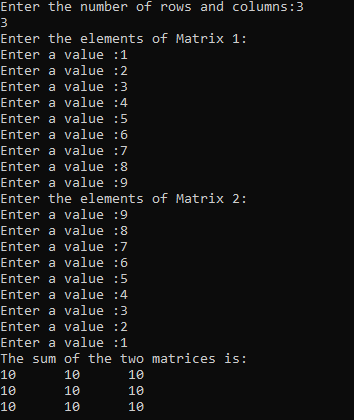 Enter the number of rows and columns:3
3
Enter the elements of Matrix 1:
Enter a value :1
Enter a value :2
Enter a value :3
Enter a value :4
Enter a value :5
Enter a value :6
Enter a value :7
Enter a value :8
Enter a value :9
Enter the elements of Matrix 2:
Enter a value :9
Enter a value :8
Enter a value :7
Enter a value :6
Enter a value :5
Enter a value :4
Enter a value :3
Enter a value :2
Enter a value :1
The sum of the two matrices is:
10      10      10
10      10      10
10      10      10